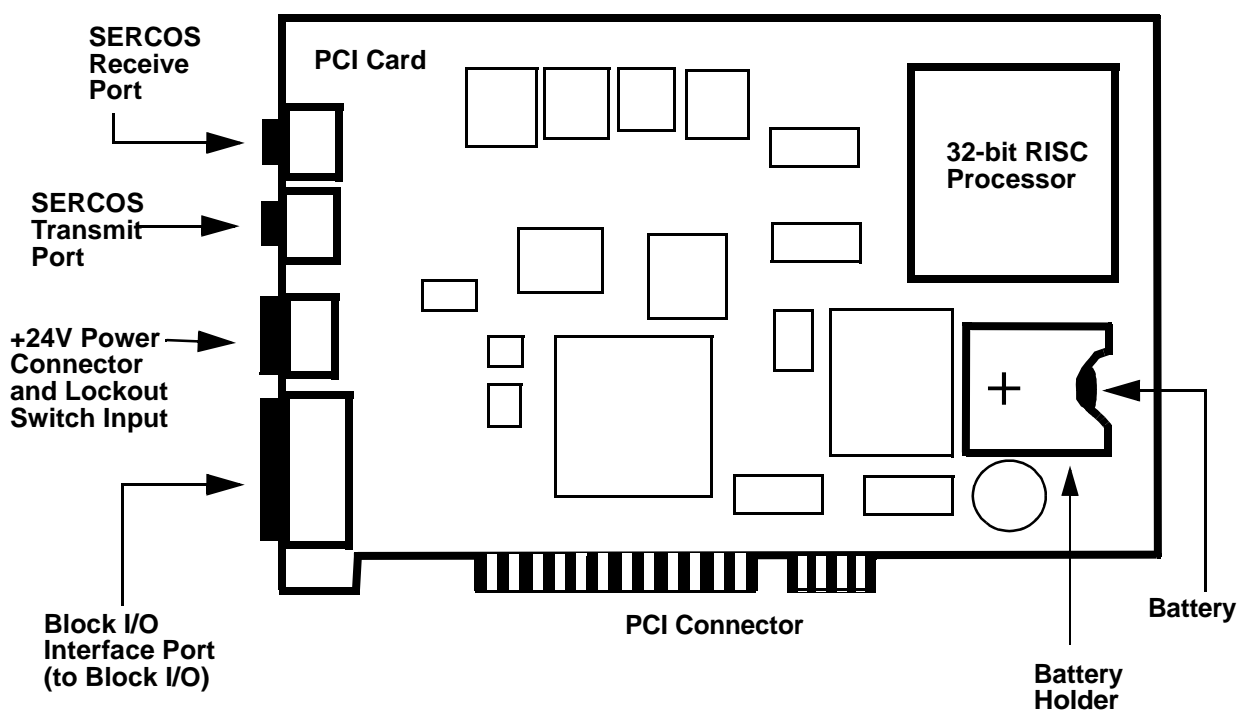 SERCOS
Receive
Port
PCI Card
32-bit RISC
Processor
SERCOS
Transmit
Port
+24V Power
Connector
and Lockout
Switch Input
+
Block I/O
Interface Port
(to Block I/O)
PCI Connector
Battery
Battery
Holder